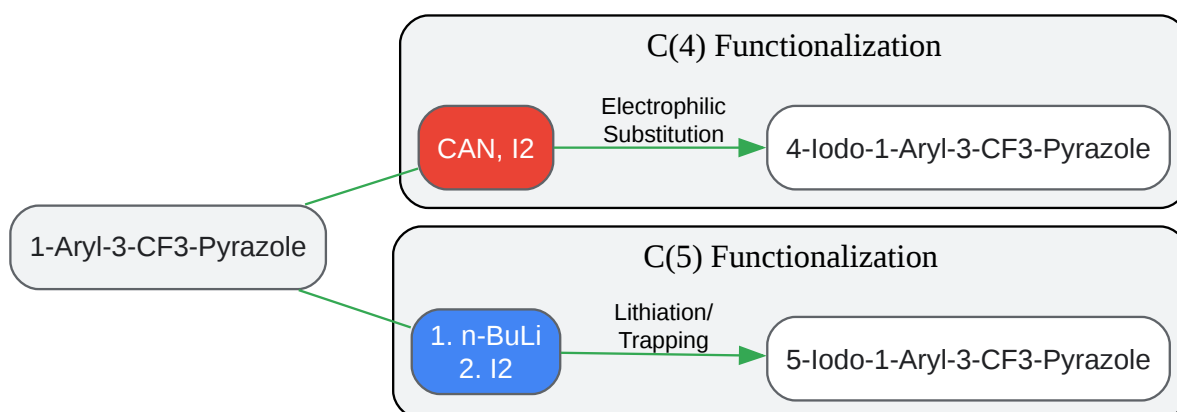 C(4) Functionalization
Electrophilic
Substitution
CAN, I2
4-Iodo-1-Aryl-3-CF3-Pyrazole
1-Aryl-3-CF3-Pyrazole
C(5) Functionalization
Lithiation/
Trapping
1. n-BuLi
2. I2
5-Iodo-1-Aryl-3-CF3-Pyrazole